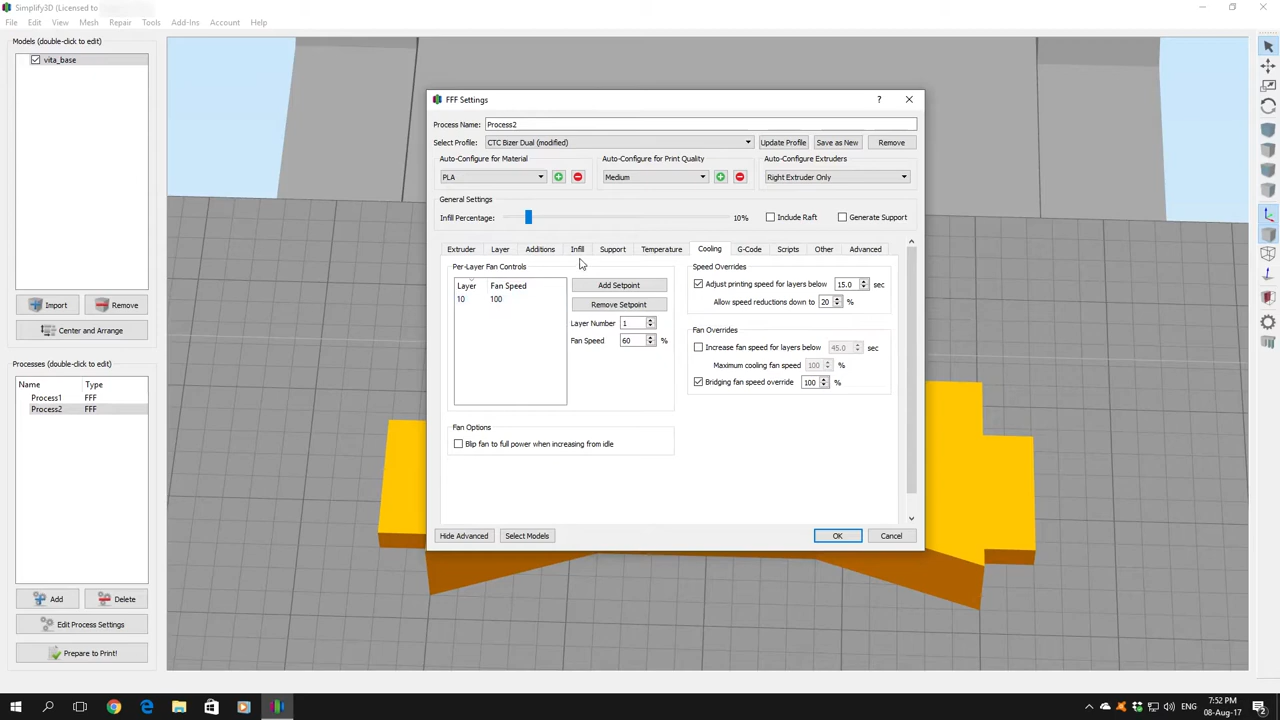 Simplify3D (Licensed to
File Edit View Mesh Repair Tools Add-Ins Account Help
Models (double-click to edit)
vita_base
Import Remove
Center and Arrange
Processes (double-click to edit)
Name Type
Process1 FFF
Process2 FFF
Add Delete
Edit Process Settings
Prepare to Print!
FFF Settings
?
Process Name: Process2
Select Profile: CTC Bizer Dual (modified) Update Profile Save as New Remove
Auto-Configure for Material Auto-Configure for Print Quality Auto-Configure Extruders
PLA Medium Right Extruder Only
General Settings
Infill Percentage: 10% Include Raft Generate Support
Extruder Layer Additions Infill Support Temperature Cooling G-Code Scripts Other Advanced
Per-Layer Fan Controls
Layer Fan Speed
10 100
Add Setpoint
Remove Setpoint
Layer Number 1
Fan Speed 60 %
Fan Options
Blip fan to full power when increasing from idle
Speed Overrides
Adjust printing speed for layers below 15.0 sec
Allow speed reductions down to 20 %
Fan Overrides
Increase fan speed for layers below 45.0 sec
Maximum cooling fan speed 100 %
Bridging fan speed override 100 %
Hide Advanced Select Models OK Cancel
ENG
7:52 PM
08-Aug-17
2